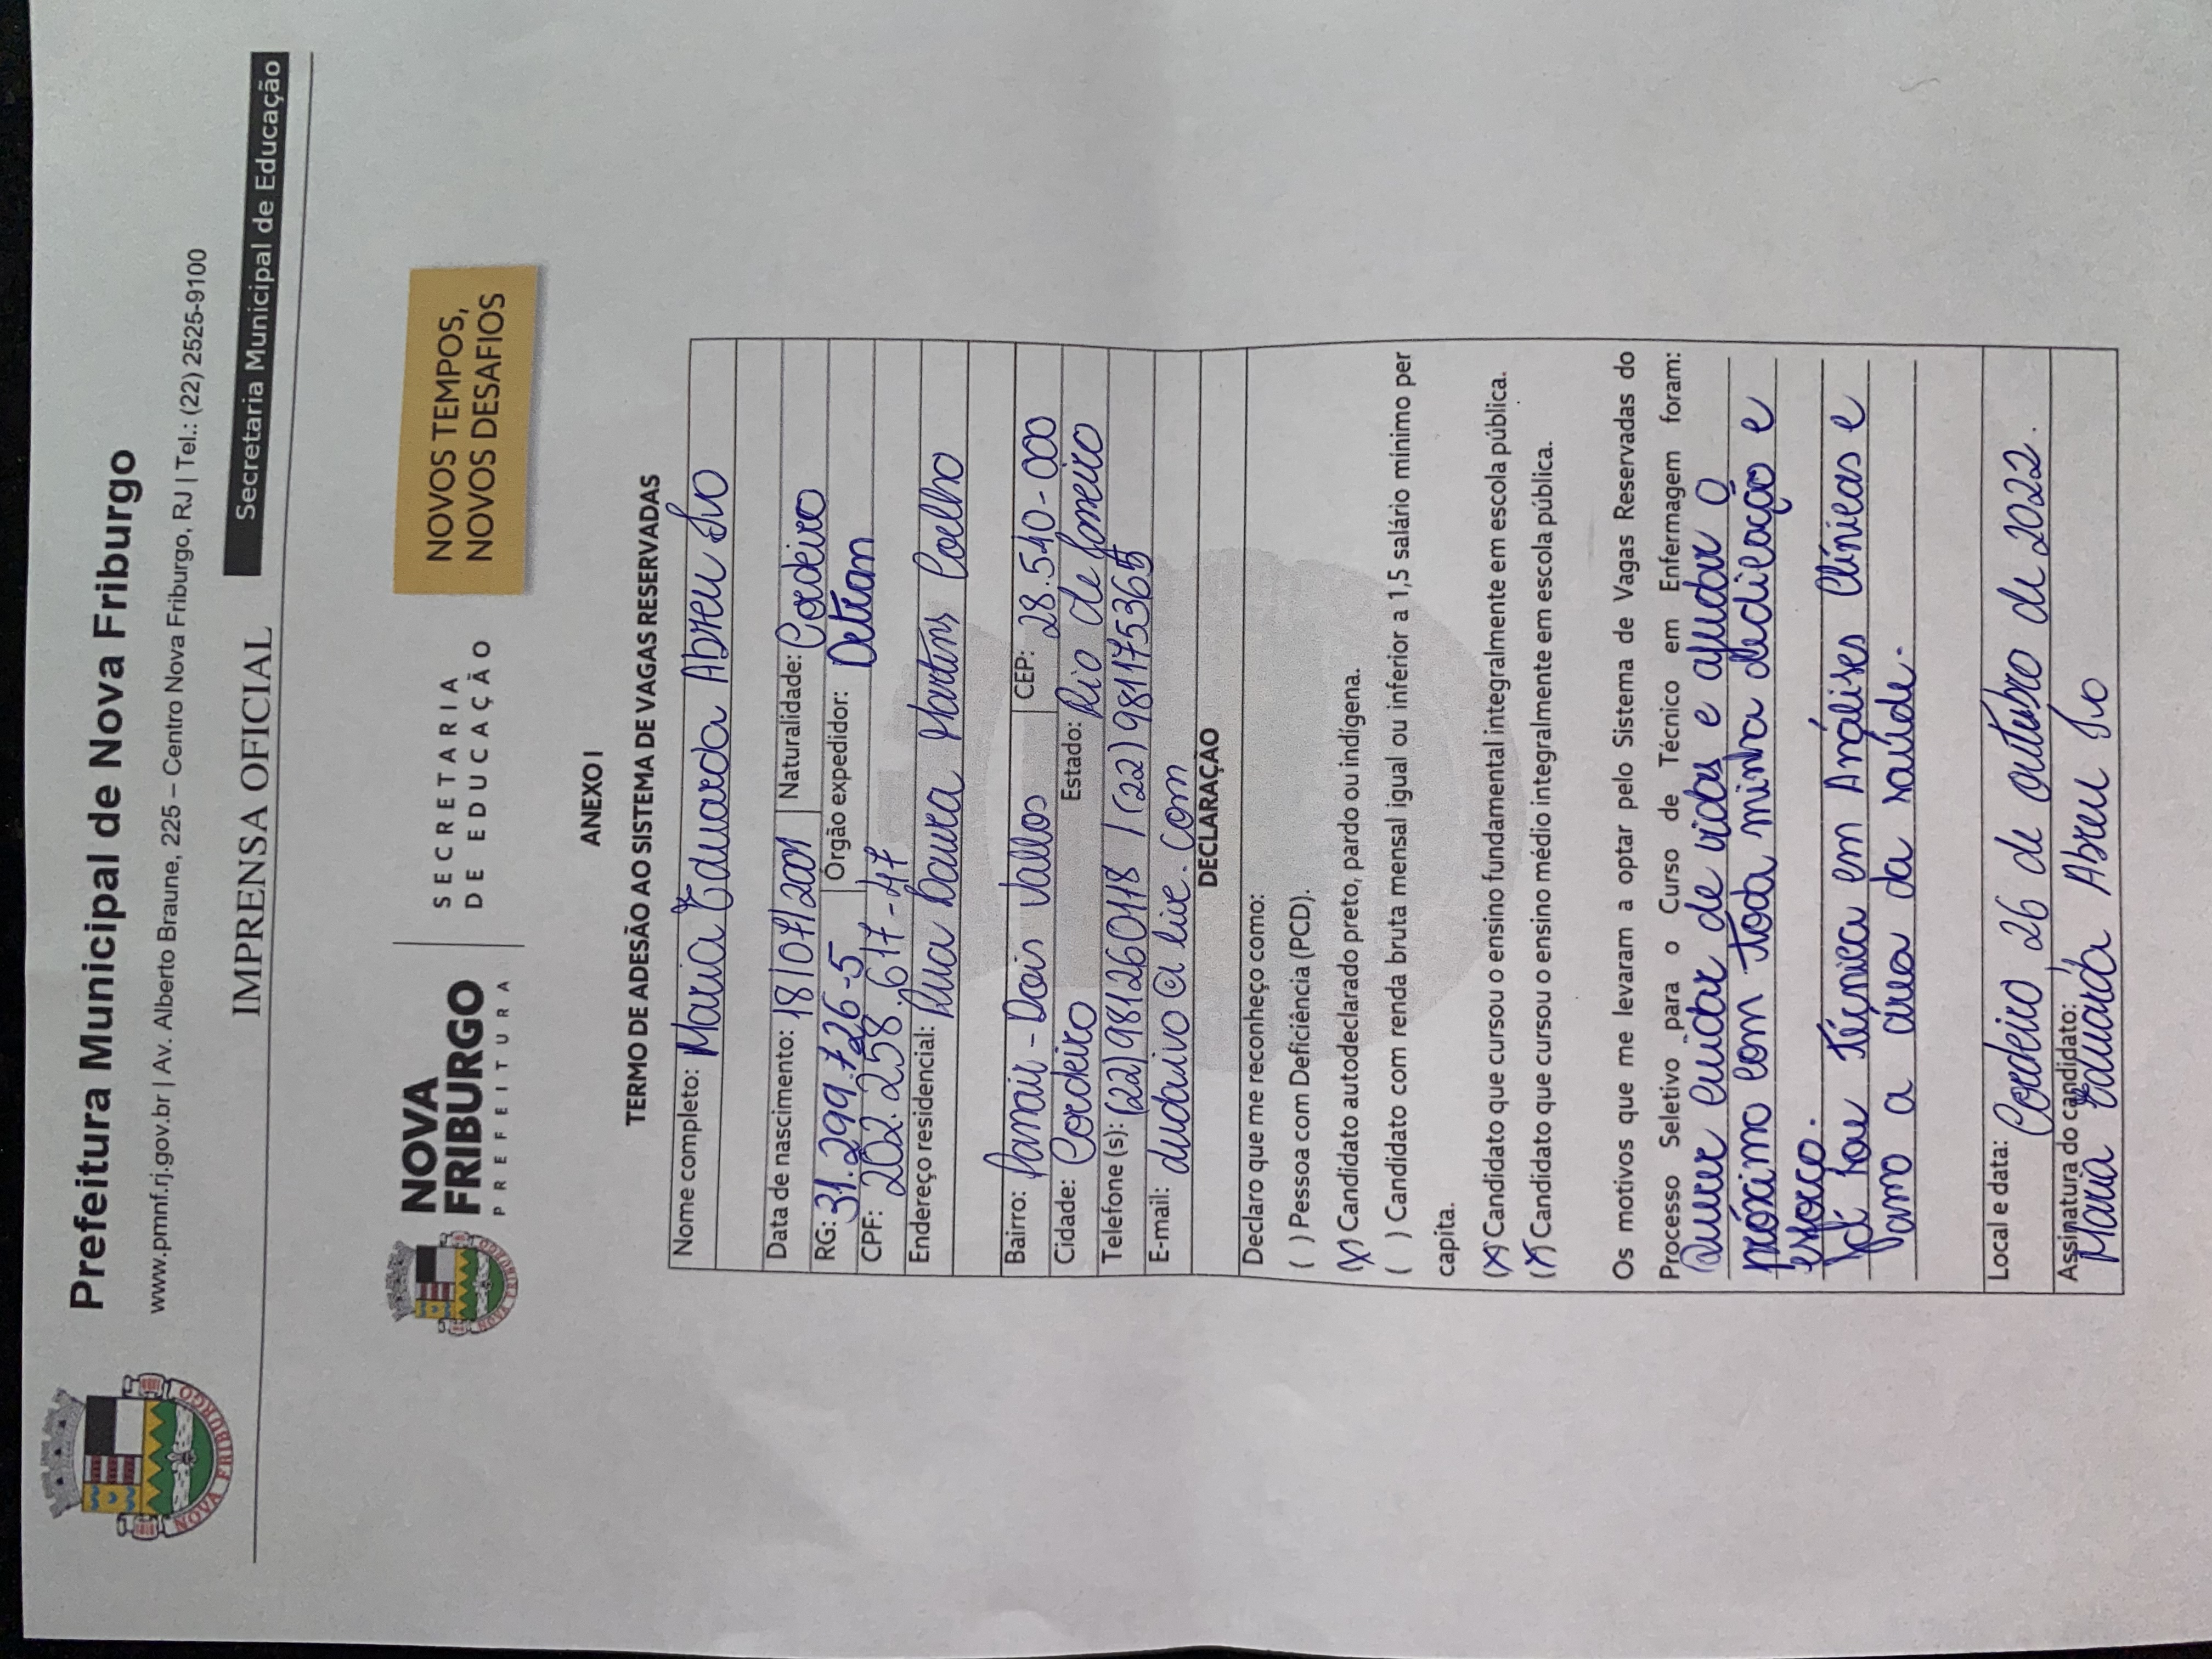 Prefeitura Municipal de Nova Friburgo
www.pmnf.rj.gov.br | Av. Alberto Braune, 225 – Centro Nova Friburgo, RJ | Tel.: (22) 2525-9100
IMPRENSA OFICIAL
Secretaria Municipal de Educação
NOVA FRIBURGO
NOVA
FRIBURGO
PREFEITURA
SECRETARIA
DE EDUCAÇÃO
NOVOS TEMPOS,
NOVOS DESAFIOS
ANEXO I
TERMO DE ADESÃO AO SISTEMA DE VAGAS RESERVADAS
Nome completo: Maria Eduarda Abreu Ivo
Data de nascimento: 18/07/2001 Naturalidade: Cordeiro
RG: 31.299.726-5 Órgão expedidor: Detran
CPF: 202.258.617-47
Endereço residencial: Rua Martins Coelho
Bairro: Panair - Dois Vallos CEP: 28.540-000
Cidade: Cordeiro Estado: Rio de Janeiro
Telefone (s): (22)981260118 / (22) 981175365
E-mail: dudaivo@live.com
DECLARAÇÃO
Declaro que me reconheço como:
( ) Pessoa com Deficiência (PCD).
(X) Candidato autodeclarado preto, pardo ou indígena.
( ) Candidato com renda bruta mensal igual ou inferior a 1,5 salário mínimo per
capita.
(X) Candidato que cursou o ensino fundamental integralmente em escola pública.
(X) Candidato que cursou o ensino médio integralmente em escola pública.
Os motivos que me levaram a optar pelo Sistema de Vagas Reservadas do
Processo Seletivo para o Curso de Técnico em Enfermagem foram:
Querer cuidar de vidas e ajudar o
próximo com toda minha dedicação e
esforço.
Já sou técnica em Análises Clínicas e
amo a área da saúde.
Local e data: Cordeiro, 26 de outubro de 2022.
Assinatura do candidato:
Maria Eduarda Abreu Ivo